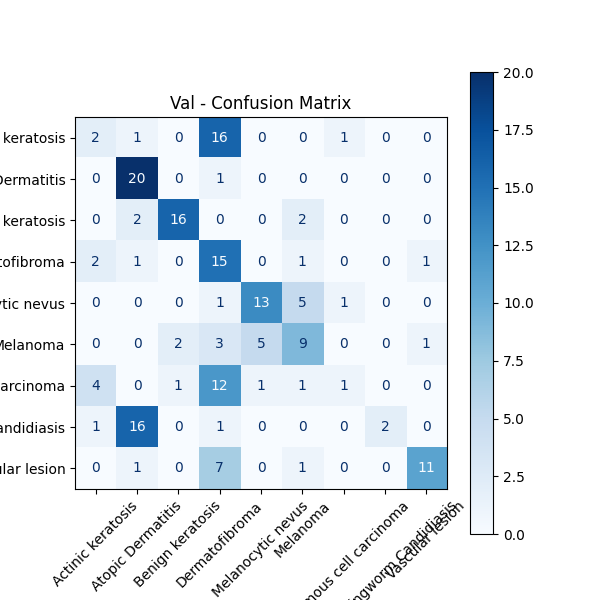 Val - Confusion Matrix
keratosis 2 1 0 16 0 0 1 0 0
Dermatitis 0 20 0 1 0 0 0 0 0
keratosis 0 2 16 0 0 2 0 0 0
tofibroma 2 1 0 15 0 1 0 0 1
ytic nevus 0 0 0 1 13 5 1 0 0
Melanoma 0 0 2 3 5 9 0 0 1
arcinoma 4 0 1 12 1 1 1 0 0
andidiasis 1 16 0 1 0 0 0 2 0
ular lesion 0 1 0 7 0 1 0 0 11
Actinic keratosis
Atopic Dermatitis
Benign keratosis
Dermatofibroma
Melanocytic nevus
Melanoma
mous cell carcinoma
ngworm Candidiasis
Vascular lesion
20.0
17.5
15.0
12.5
10.0
7.5
5.0
2.5
0.0